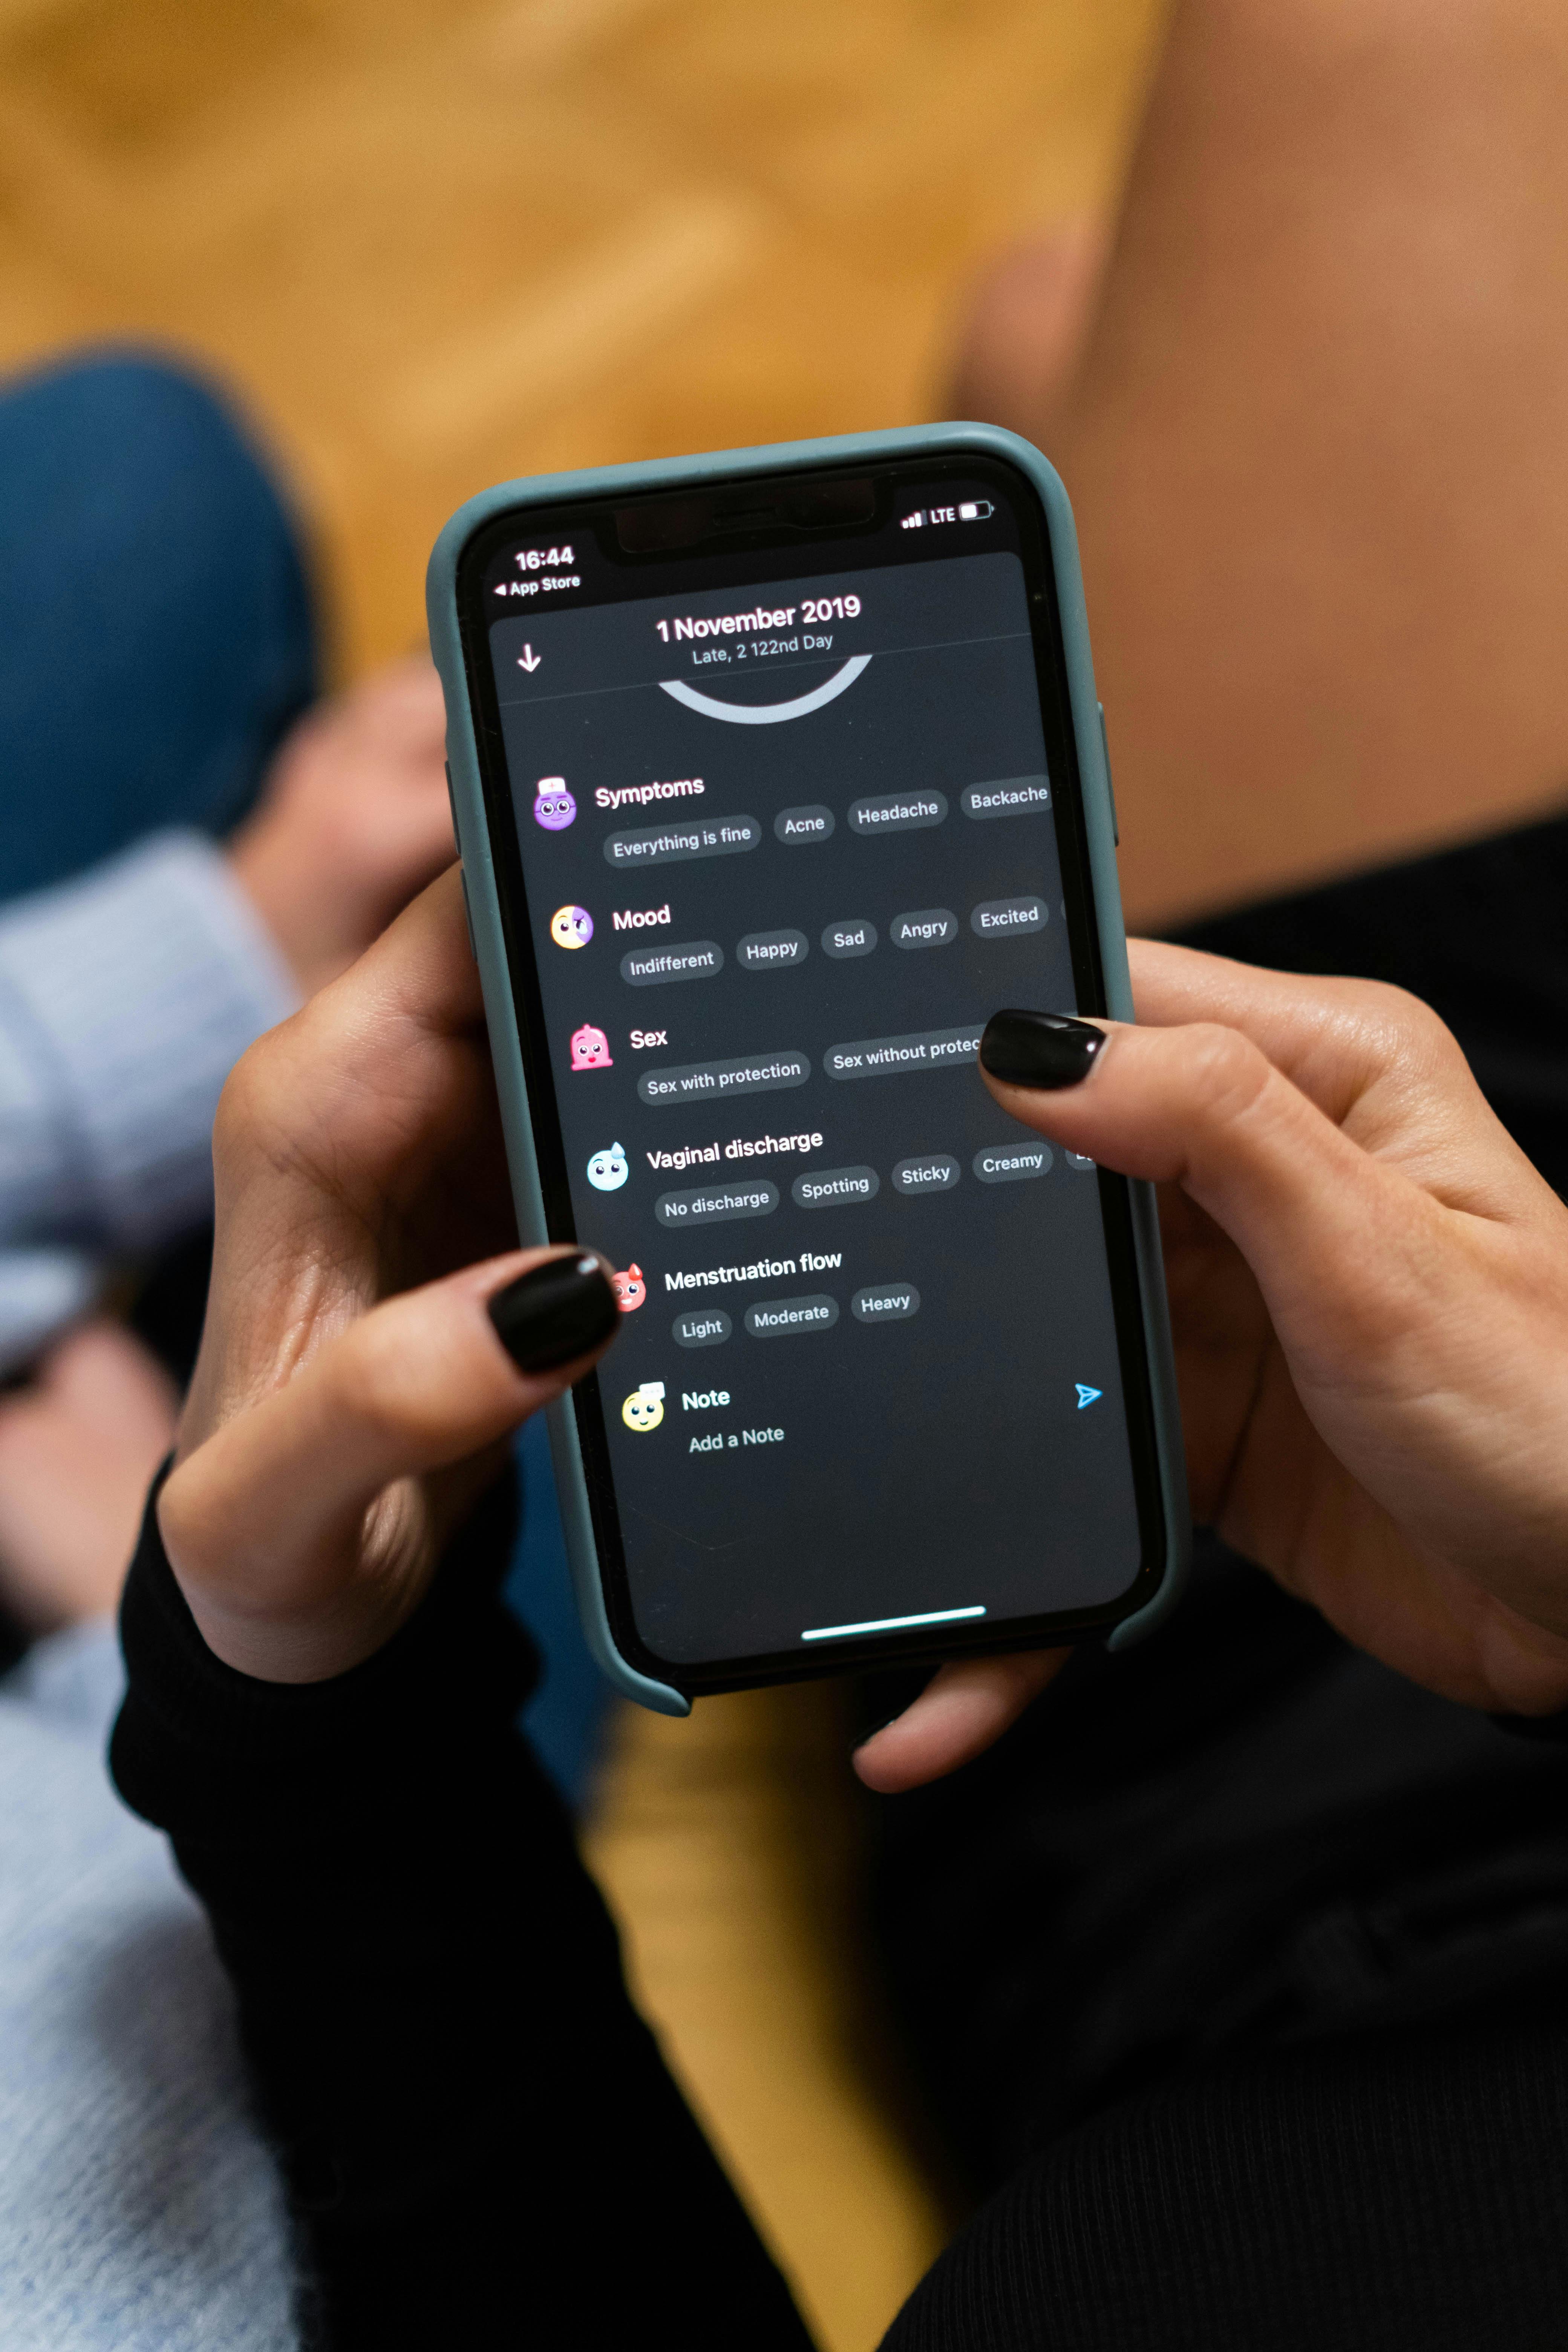 16:44
LTE
App Store
1 November 2019
Late, 2 122nd Day
Symptoms
Everything is fine Acne Headache Backache
Mood
Indifferent Happy Sad Angry Excited
Sex
Sex with protection Sex without protec
Vaginal discharge
No discharge Spotting Sticky Creamy
Menstruation flow
Light Moderate Heavy
Note
Add a Note